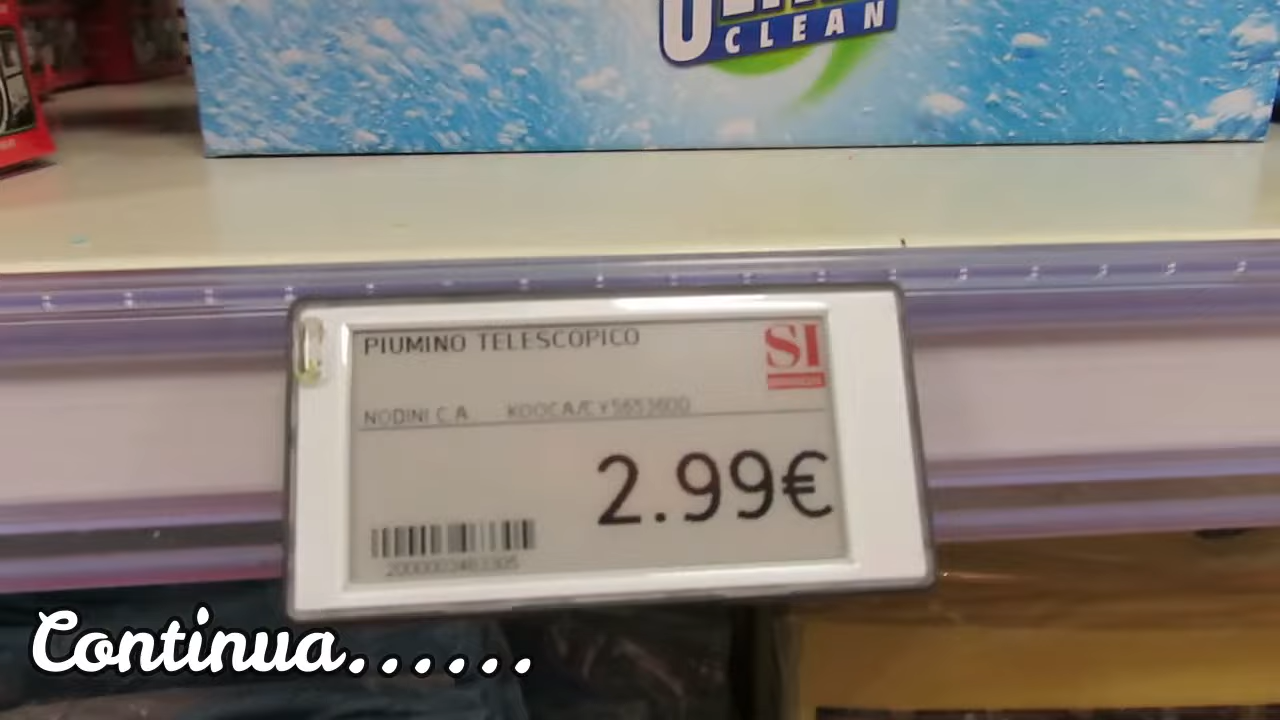 CLEAN
PIUMINO TELESCOPICO
SI
NODINI C.A.
2.99€
Continua......